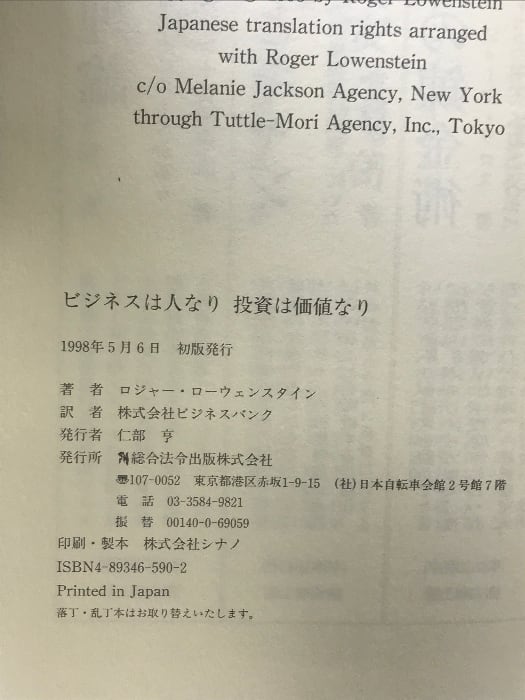 by Roger Lowenstein
Japanese translation rights arranged
with Roger Lowenstein
c/o Melanie Jackson Agency, New York
through Tuttle-Mori Agency, Inc., Tokyo
ビジネスは人なり 投資は価値なり
1998年5月6日 初版発行
著 者 ロジャー・ローウェンスタイン
訳 者 株式会社ビジネスバンク
発行者 仁部 亨
発行所 総合法令出版株式会社
〠107-0052 東京都港区赤坂1-9-15 (社)日本自転車会館2号館7階
電 話 03-3584-9821
振 替 00140-0-69059
印刷・製本 株式会社シナノ
ISBN4-89346-590-2
Printed in Japan
落丁・乱丁本はお取り替えいたします。